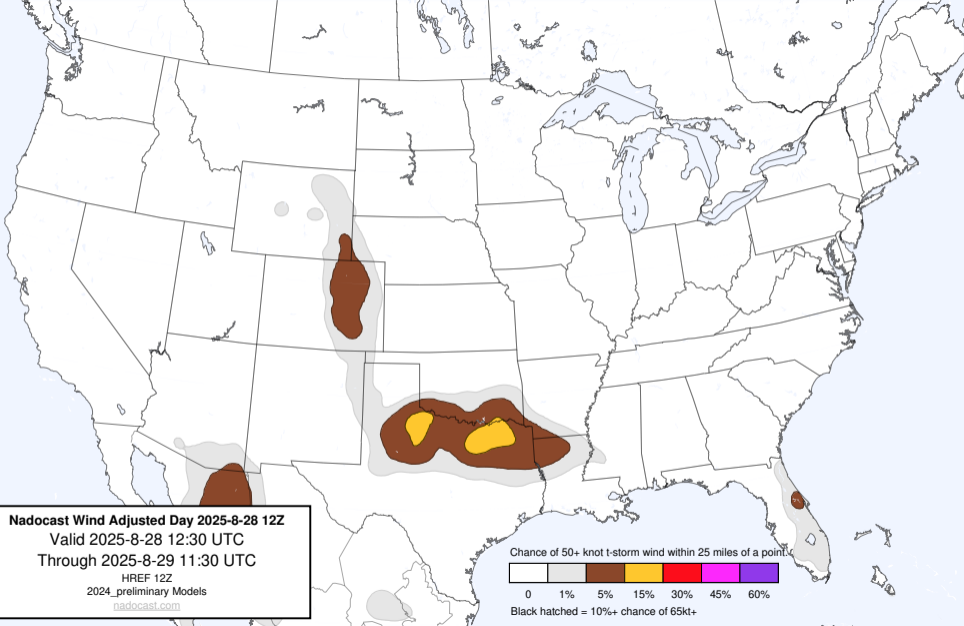 Nadocast Wind Adjusted Day 2025-8-28 12Z
Valid 2025-8-28 12:30 UTC
Through 2025-8-29 11:30 UTC
HREF 12Z
2024_preliminary Models
nadocast.com
Chance of 50+ knot t-storm wind within 25 miles of a point.
0 1% 5% 15% 30% 45% 60%
Black hatched = 10%+ chance of 65kt+